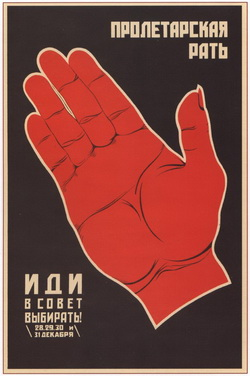 ПРОЛЕТАРСКАЯ
РАТЬ
ИДИ
В СОВЕТ
ВЫБИРАТЬ!
28.29.30 и
31 ДЕКАБРЯ